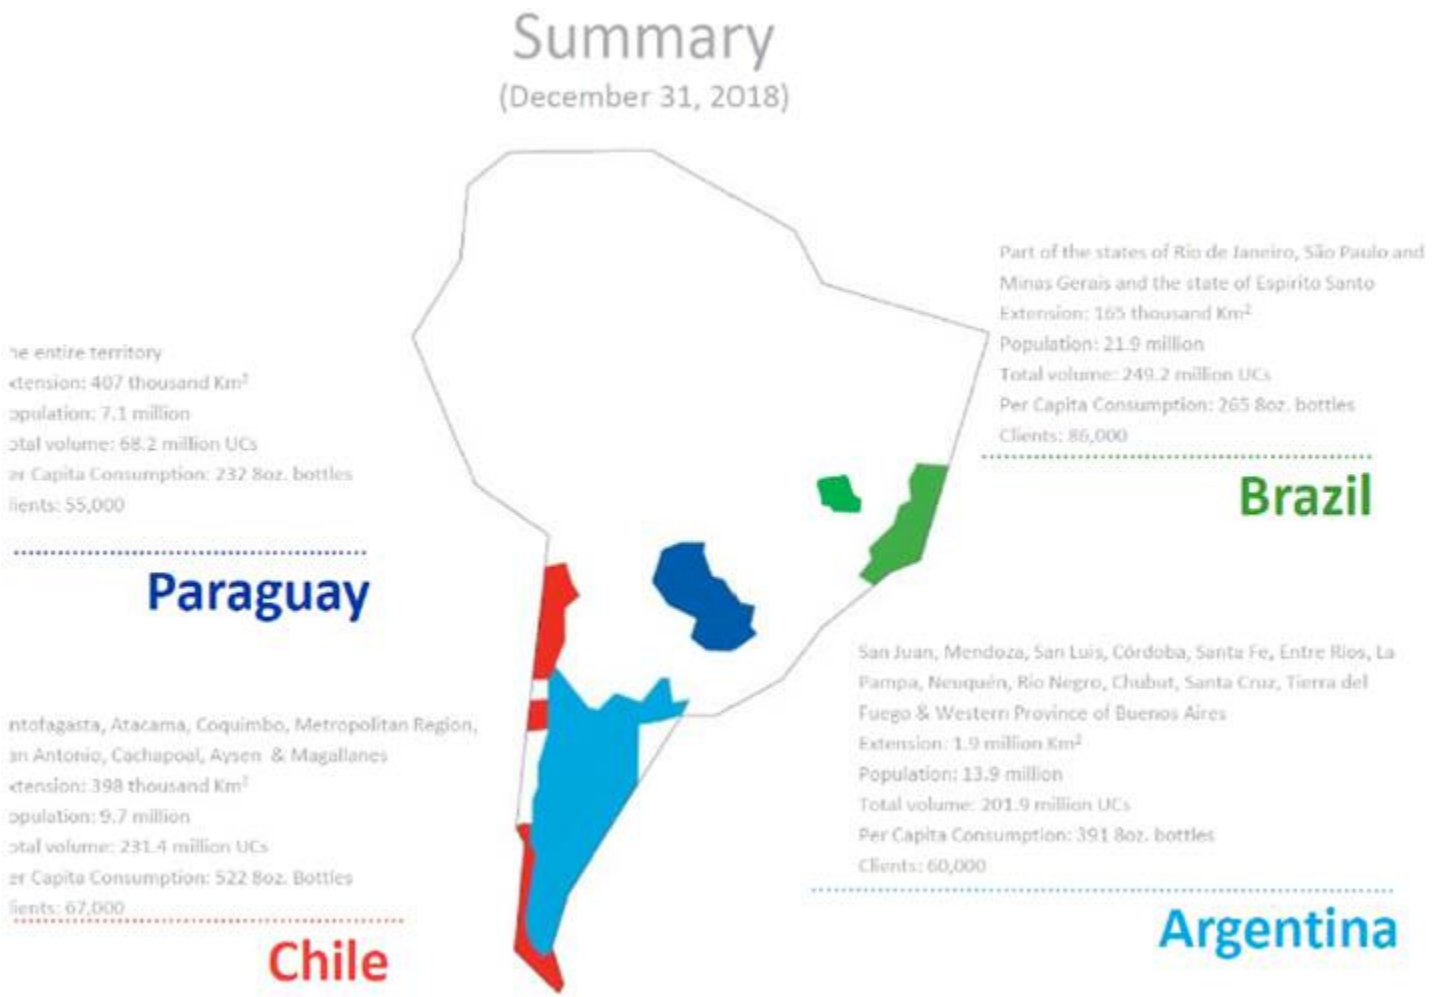 Summary
(December 31, 2018)
Part of the states of Rio de Janeiro, São Paulo and
Minas Gerais and the state of Espirito Santo
Extension: 165 thousand Km²
Population: 21.9 million
Total volume: 249.2 million UCs
Per Capita Consumption: 265 8oz. bottles
Clients: 86,000
Brazil
he entire territory
xtension: 407 thousand Km²
opulation: 7.1 million
otal volume: 68.2 million UCs
er Capita Consumption: 232 8oz. bottles
lients: 55,000
Paraguay
San Juan, Mendoza, San Luis, Córdoba, Santa Fe, Entre Rios, La
Pampa, Neuquén, Rio Negro, Chubut, Santa Cruz, Tierra del
Fuego & Western Province of Buenos Aires
Extension: 1.9 million Km²
Population: 13.9 million
Total volume: 201.9 million UCs
Per Capita Consumption: 391 8oz. bottles
Clients: 60,000
Argentina
ntofagasta, Atacama, Coquimbo, Metropolitan Region,
an Antonio, Cachapoal, Aysen & Magallanes
xtension: 398 thousand Km²
opulation: 9.7 million
otal volume: 231.4 million UCs
er Capita Consumption: 522 8oz. Bottles
lients: 67,000
Chile